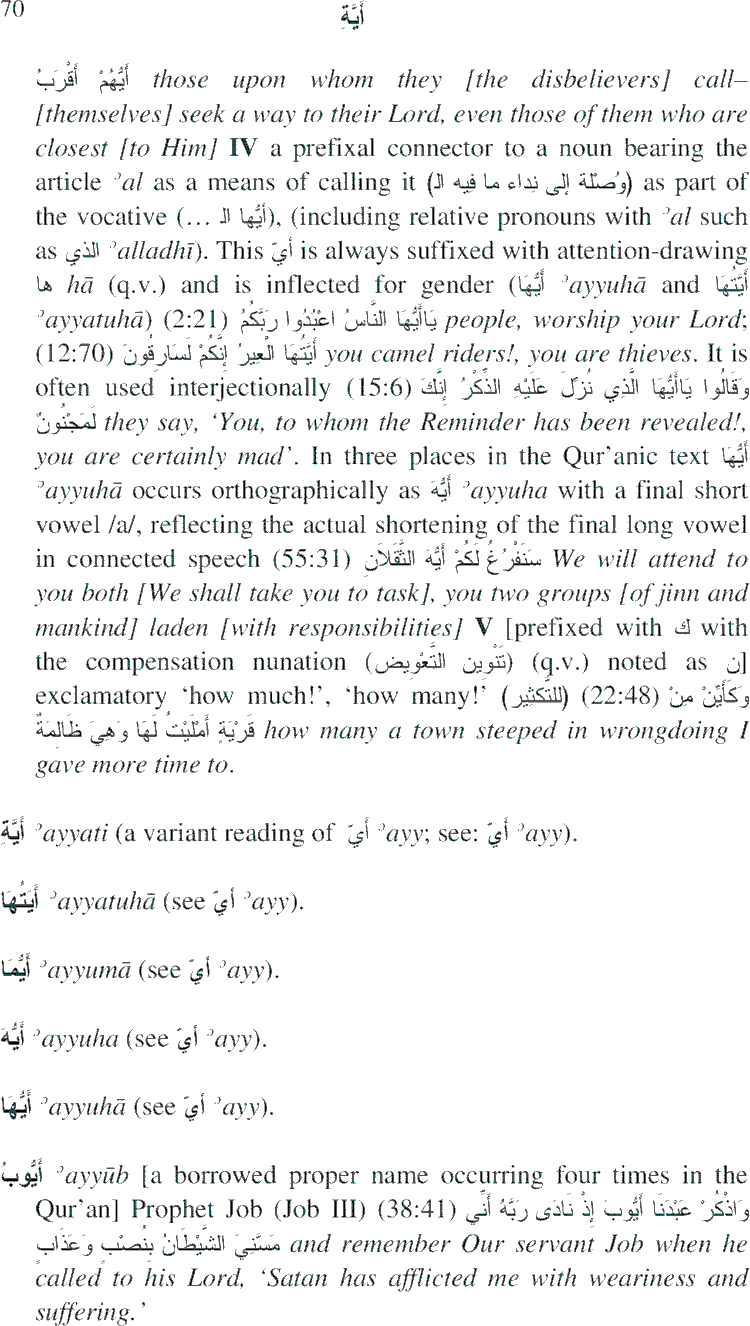 70
أَيَّةِ
أَيُّهُمْ أَقْرَبُ those upon whom they [the disbelievers] call–
[themselves] seek a way to their Lord, even those of them who are
closest [to Him] IV a prefixal connector to a noun bearing the
article ʾal as a means of calling it (وُصْلة إلى نِداء ما فيه الـ) as part of
the vocative (… أيُّها الـ), (including relative pronouns with ʾal such
as الذي ʾalladhī). This أيّ is always suffixed with attention-drawing
ها hā (q.v.) and is inflected for gender (أَيُّهَا ʾayyuhā and أَيَّتُهَا
ʾayyatuhā) (2:21) يَاأَيُّهَا النَّاسُ اعْبُدُوا رَبَّكُمْ people, worship your Lord;
(12:70) أَيَّتُهَا الْعِيرُ إِنَّكُمْ لَسَارِقُونَ you camel riders!, you are thieves. It is
often used interjectionally (15:6) وَقَالُوا يَاأَيُّهَا الَّذِي نُزِّلَ عَلَيْهِ الذِّكْرُ إِنَّكَ
لَمَجْنُونٌ they say, ‘You, to whom the Reminder has been revealed!,
you are certainly mad’. In three places in the Qur’anic text أَيُّهَا
ʾayyuhā occurs orthographically as أَيُّهَ ʾayyuha with a final short
vowel /a/, reflecting the actual shortening of the final long vowel
in connected speech (55:31) سَنَفْرُغُ لَكُمْ أَيُّهَ الثَّقَلَانِ We will attend to
you both [We shall take you to task], you two groups [of jinn and
mankind] laden [with responsibilities] V [prefixed with ك with
the compensation nunation (تَنْوِين التَّعْوِيض) (q.v.) noted as ن]
exclamatory ‘how much!’, ‘how many!’ (للتَّكثِير) (22:48) وَكَأَيِّنْ مِنْ
قَرْيَةٍ أَمْلَيْتُ لَهَا وَهِيَ ظَالِمَةٌ how many a town steeped in wrongdoing I
gave more time to.
أَيَّةِ ʾayyati (a variant reading of أيّ ʾayy; see: أيّ ʾayy).
أَيَتُهَا ʾayyatuhā (see أيّ ʾayy).
أَيُّمَا ʾayyumā (see أيّ ʾayy).
أَيُّهَ ʾayyuha (see أيّ ʾayy).
أَيُّهَا ʾayyuhā (see أيّ ʾayy).
أَيُّوبُ ʾayyūb [a borrowed proper name occurring four times in the
Qur’an] Prophet Job (Job III) (38:41) وَاذْكُرْ عَبْدَنَا أَيُّوبَ إِذْ نَادَى رَبَّهُ أَنِّي
مَسَّنِيَ الشَّيْطَانُ بِنُصْبٍ وَعَذَابٍ and remember Our servant Job when he
called to his Lord, ‘Satan has afflicted me with weariness and
suffering.’